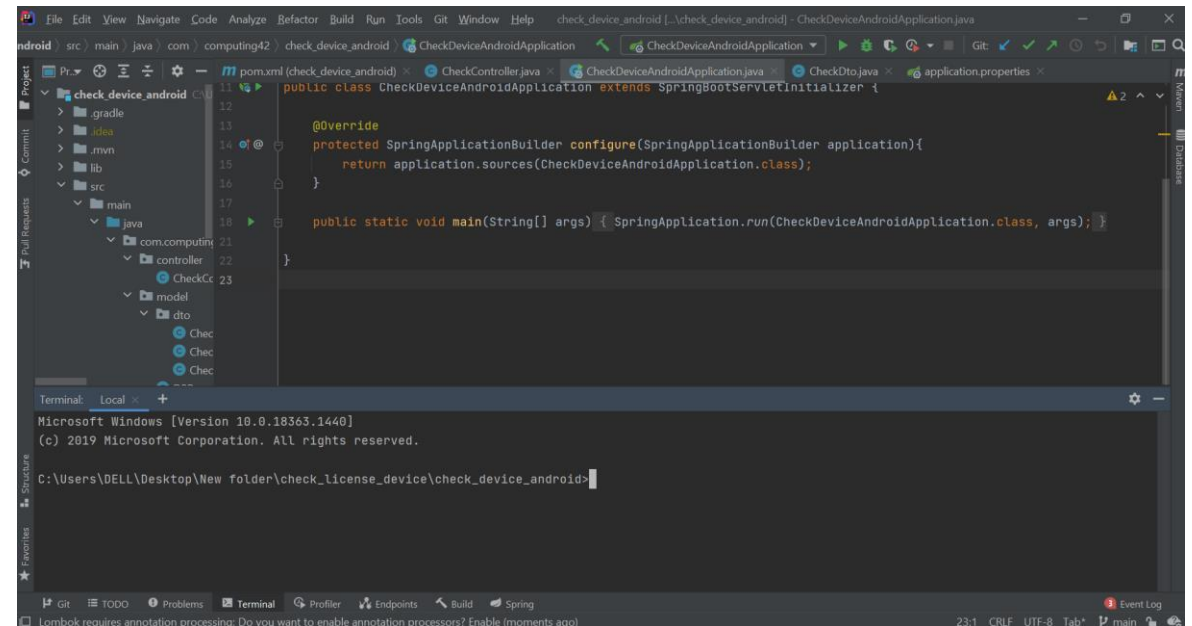 File Edit View Navigate Code Analyze Refactor Build Run Tools Git Window Help check_device_android [...\check_device_android] - CheckDeviceAndroidApplication.java
ndroid src main java com computing42 check_device_android CheckDeviceAndroidApplication CheckDeviceAndroidApplication Git:
Project
Pr... pom.xml (check_device_android) CheckController.java CheckDeviceAndroidApplication.java CheckDto.java application.properties
Maven
check_device_android
.gradle
.idea
.mvn
lib
src
main
java
com.computing
controller
CheckCo
model
dto
Chec
Chec
Chec
11 public class CheckDeviceAndroidApplication extends SpringBootServletInitializer {
2
12
13 @Override
14 @ protected SpringApplicationBuilder configure(SpringApplicationBuilder application){
15 return application.sources(CheckDeviceAndroidApplication.class);
16 }
17
18 public static void main(String[] args) { SpringApplication.run(CheckDeviceAndroidApplication.class, args); }
21
22 }
23
Commit
Pull Requests
Database
Terminal: Local +
Microsoft Windows [Version 10.0.18363.1440]
(c) 2019 Microsoft Corporation. All rights reserved.
C:\Users\DELL\Desktop\New folder\check_license_device\check_device_android>
Structure
Favorites
Git TODO Problems Terminal Profiler Endpoints Build Spring 3 Event Log
Lombok requires annotation processing: Do you want to enable annotation processors? Enable (moments ago) 23:1 CRLF UTF-8 Tab* main